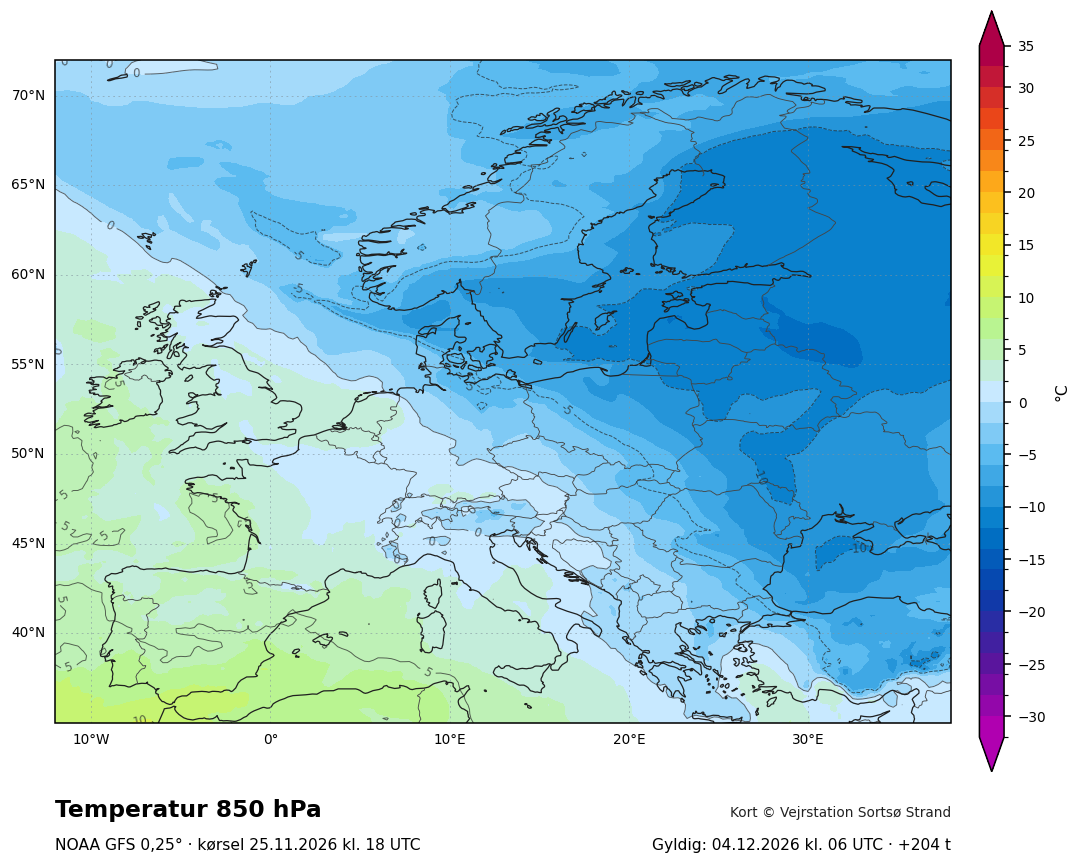 70°N
65°N
60°N
55°N
50°N
45°N
40°N
10°W
0°
10°E
20°E
30°E
35
30
25
20
15
10
5
0
−5
−10
−15
−20
−25
−30
°C
Temperatur 850 hPa
Kort © Vejrstation Sortsø Strand
NOAA GFS 0,25° · kørsel 25.11.2026 kl. 18 UTC
Gyldig: 04.12.2026 kl. 06 UTC · +204 t